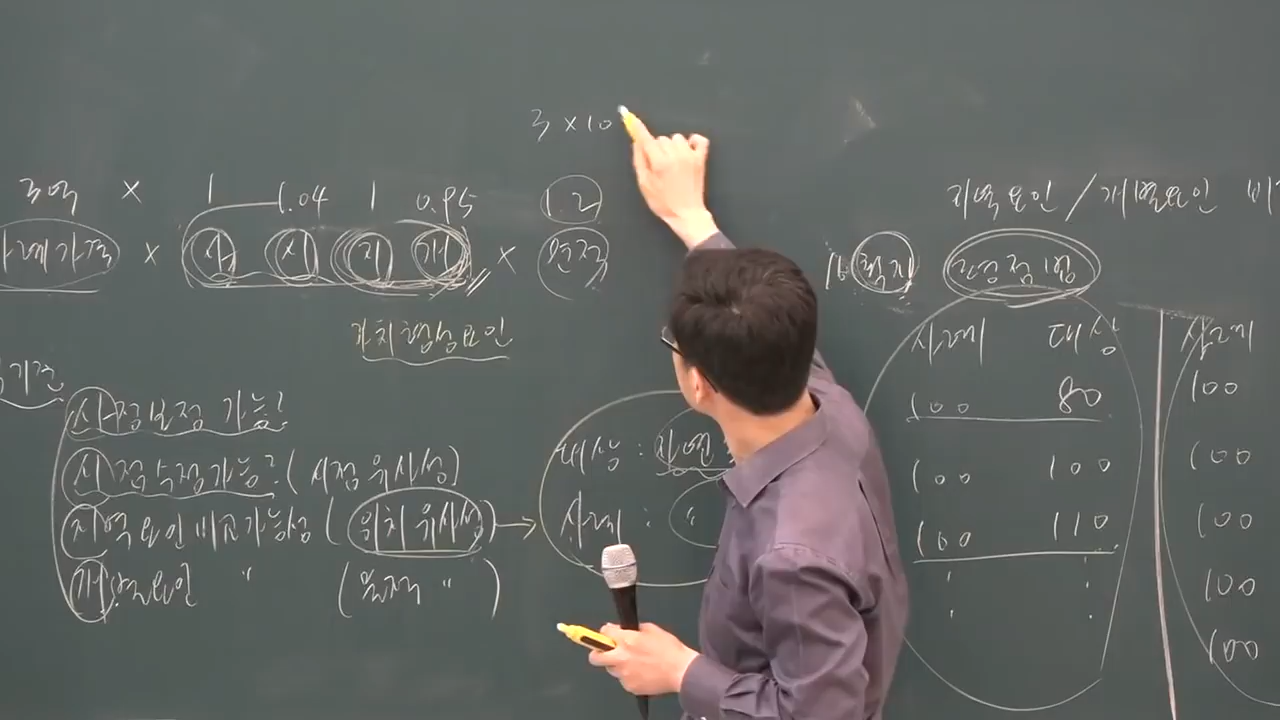 3 × 10
3억 × 1 1.04 1 0.95 1.2
사례가격 × 사 시 지 개 × 면적
가치형성요인
사정보정 가능?
시점수정가능? (시점 유사성)
지역요인 비교가능성 (위치 유사성) →
개별요인 〃 (물적 〃)
대상 :
사례 : 〃
지역요인 / 개별요인 비
사례 대상
100 80
100 100
100 110
사례
100
100
100
100
100